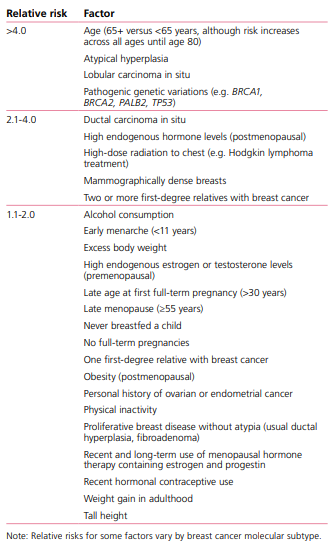 Relative risk Factor
>4.0 Age (65+ versus <65 years, although risk increases
across all ages until age 80)
Atypical hyperplasia
Lobular carcinoma in situ
Pathogenic genetic variations (e.g. BRCA1,
BRCA2, PALB2, TP53)
2.1-4.0 Ductal carcinoma in situ
High endogenous hormone levels (postmenopausal)
High-dose radiation to chest (e.g. Hodgkin lymphoma
treatment)
Mammographically dense breasts
Two or more first-degree relatives with breast cancer
1.1-2.0 Alcohol consumption
Early menarche (<11 years)
Excess body weight
High endogenous estrogen or testosterone levels
(premenopausal)
Late age at first full-term pregnancy (>30 years)
Late menopause (≥55 years)
Never breastfed a child
No full-term pregnancies
One first-degree relative with breast cancer
Obesity (postmenopausal)
Personal history of ovarian or endometrial cancer
Physical inactivity
Proliferative breast disease without atypia (usual ductal
hyperplasia, fibroadenoma)
Recent and long-term use of menopausal hormone
therapy containing estrogen and progestin
Recent hormonal contraceptive use
Weight gain in adulthood
Tall height
Note: Relative risks for some factors vary by breast cancer molecular subtype.